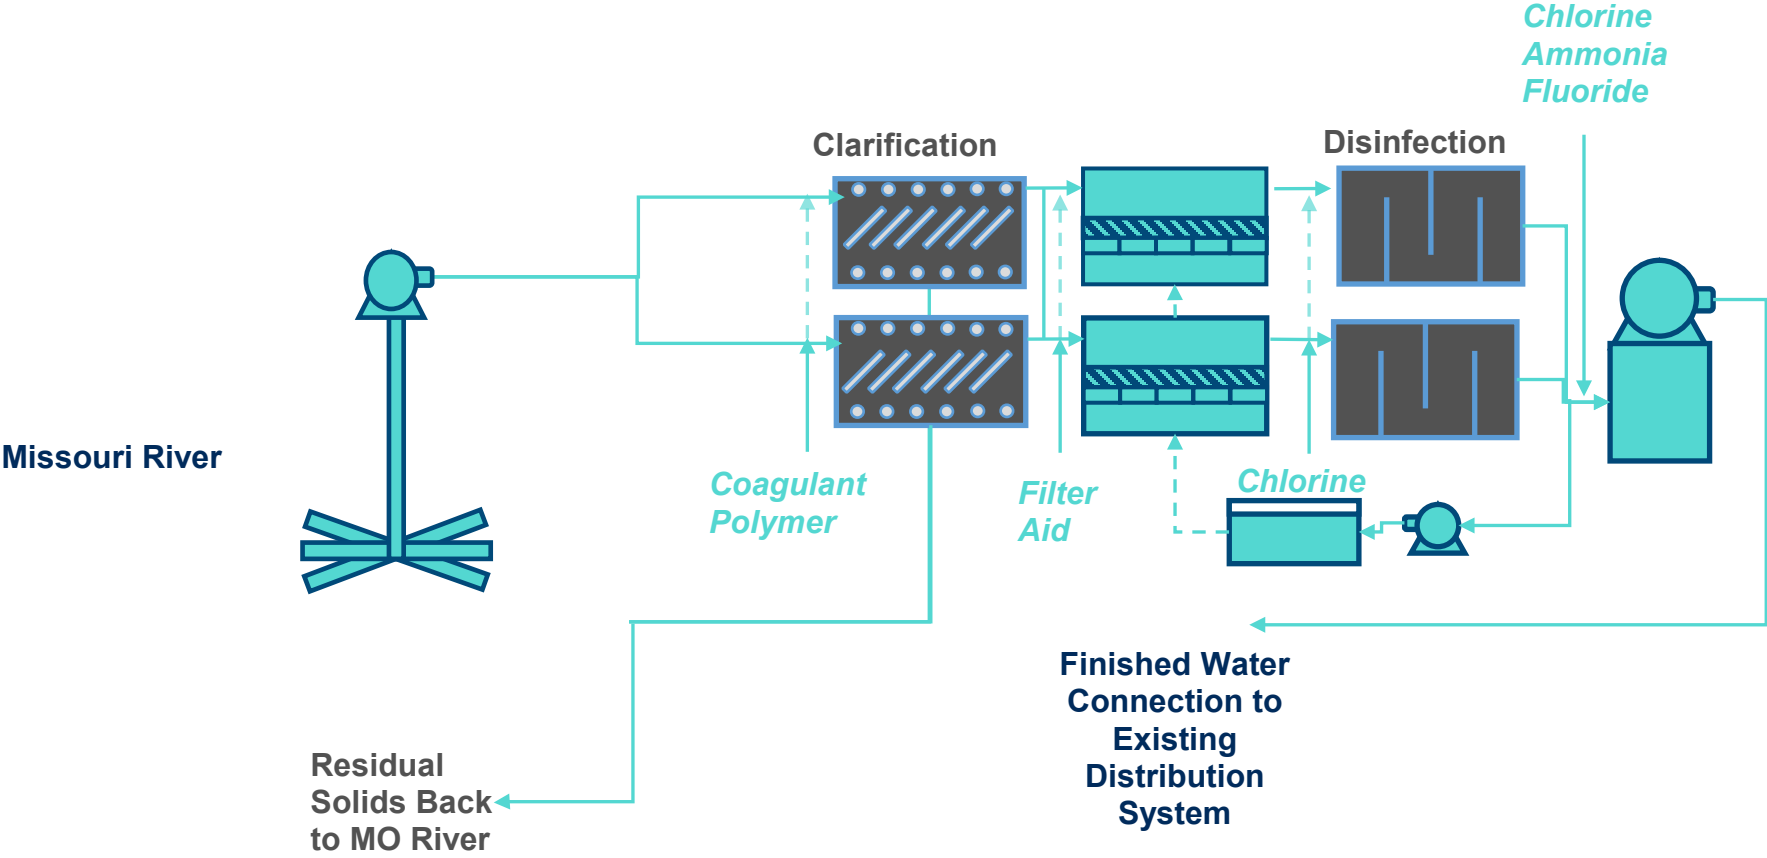 Chlorine
Ammonia
Fluoride
Clarification
Disinfection
Missouri River
Coagulant
Polymer
Filter
Aid
Chlorine
Finished Water
Connection to
Existing
Distribution
System
Residual
Solids Back
to MO River